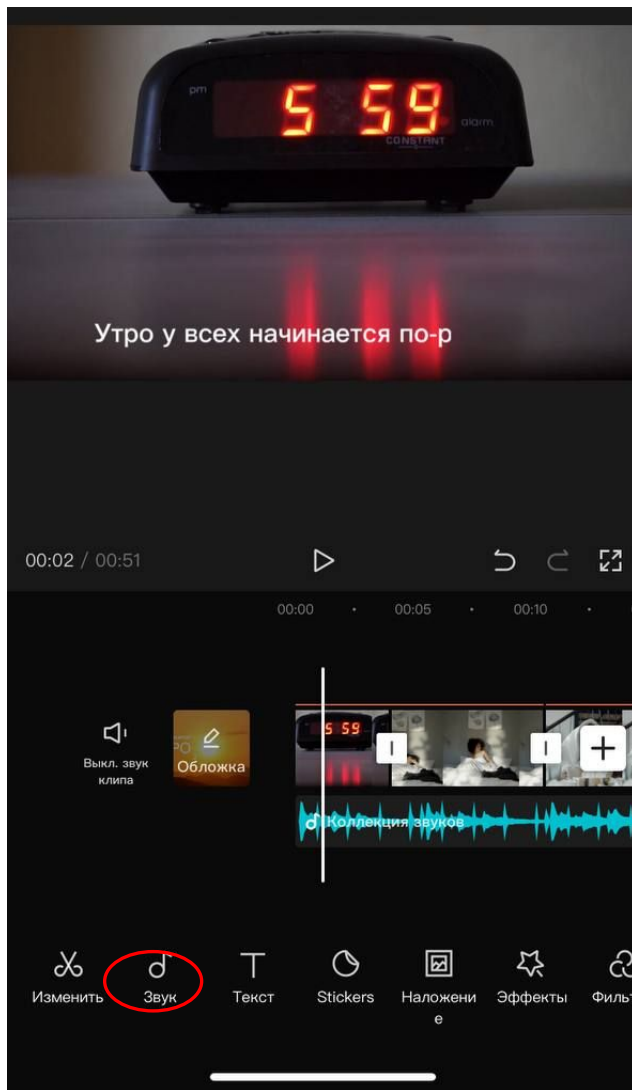 pm
5 59
alarm
CONSTANT
Утро у всех начинается по-р
00:02 / 00:51
00:00
00:05
00:10
5 59
Выкл. звук
клипа
Обложка
Коллекция звуков
Изменить
Звук
Текст
Stickers
Наложени
е
Эффекты
Фильт